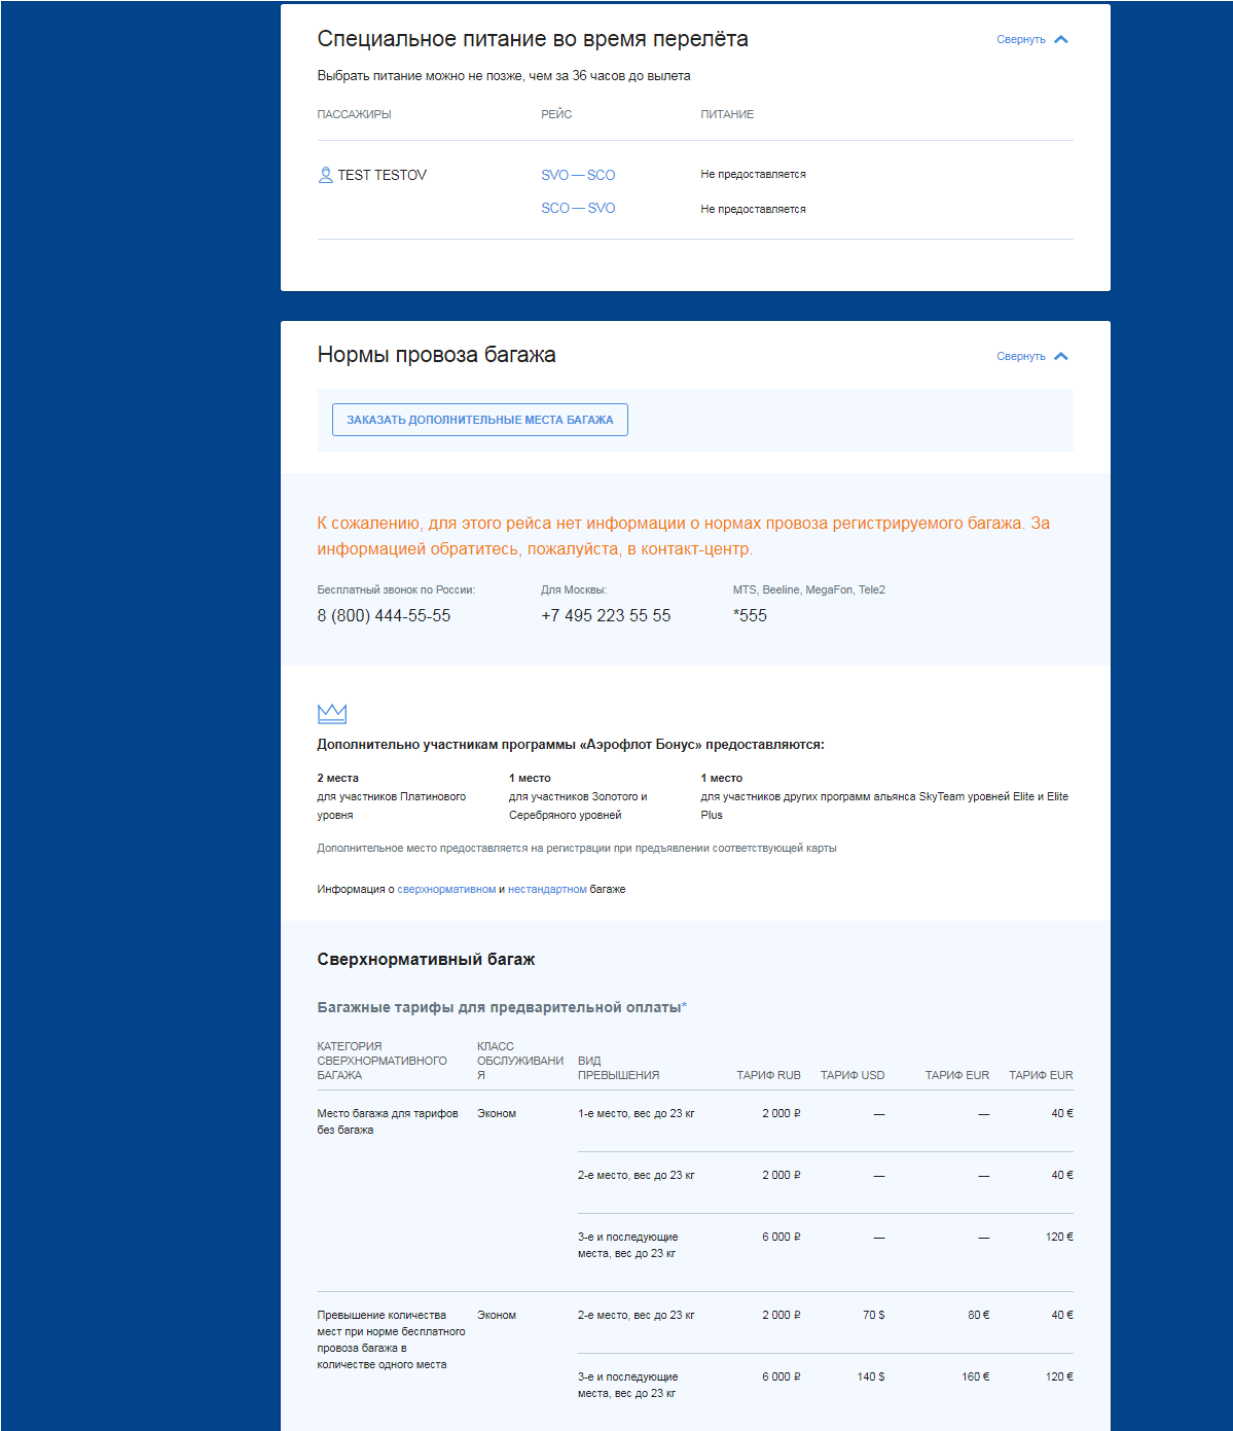 Специальное питание во время перелёта
Свернуть
Выбрать питание можно не позже, чем за 36 часов до вылета
ПАССАЖИРЫ РЕЙС ПИТАНИЕ
TEST TESTOV SVO — SCO Не предоставляется
SCO — SVO Не предоставляется
Нормы провоза багажа
Свернуть
ЗАКАЗАТЬ ДОПОЛНИТЕЛЬНЫЕ МЕСТА БАГАЖА
К сожалению, для этого рейса нет информации о нормах провоза регистрируемого багажа. За
информацией обратитесь, пожалуйста, в контакт-центр.
Бесплатный звонок по России: Для Москвы: MTS, Beeline, MegaFon, Tele2
8 (800) 444-55-55 +7 495 223 55 55 *555
Дополнительно участникам программы «Аэрофлот Бонус» предоставляются:
2 места 1 место 1 место
для участников Платинового для участников Золотого и для участников других программ альянса SkyTeam уровней Elite и Elite
уровня Серебряного уровней Plus
Дополнительное место предоставляется на регистрации при предъявлении соответствующей карты
Информация о сверхнормативном и нестандартном багаже
Сверхнормативный багаж
Багажные тарифы для предварительной оплаты*
КАТЕГОРИЯ КЛАСС
СВЕРХНОРМАТИВНОГО ОБСЛУЖИВАНИ ВИД
БАГАЖА Я ПРЕВЫШЕНИЯ ТАРИФ RUB ТАРИФ USD ТАРИФ EUR ТАРИФ EUR
Место багажа для тарифов Эконом 1-е место, вес до 23 кг 2 000 ₽ — — 40 €
без багажа
2-е место, вес до 23 кг 2 000 ₽ — — 40 €
3-е и последующие 6 000 ₽ — — 120 €
места, вес до 23 кг
Превышение количества Эконом 2-е место, вес до 23 кг 2 000 ₽ 70 $ 80 € 40 €
мест при норме бесплатного
провоза багажа в
количестве одного места
3-е и последующие 6 000 ₽ 140 $ 160 € 120 €
места, вес до 23 кг